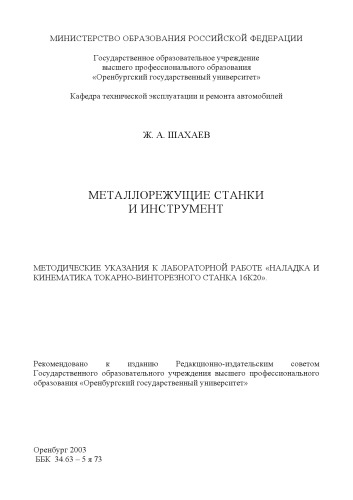 МИНИСТЕРСТВО ОБРАЗОВАНИЯ РОССИЙСКОЙ ФЕДЕРАЦИИ
Государственное образовательное учреждение
высшего профессионального образования
«Оренбургский государственный университет»
Кафедра технической эксплуатации и ремонта автомобилей
Ж. А. ШАХАЕВ
МЕТАЛЛОРЕЖУЩИЕ СТАНКИ
И ИНСТРУМЕНТ
МЕТОДИЧЕСКИЕ УКАЗАНИЯ К ЛАБОРАТОРНОЙ РАБОТЕ «НАЛАДКА И
КИНЕМАТИКА ТОКАРНО-ВИНТОРЕЗНОГО СТАНКА 16К20».
Рекомендовано к изданию Редакционно-издательским советом
Государственного образовательного учреждения высшего профессионального
образования «Оренбургский государственный университет»
Оренбург 2003
ББК 34.63 – 5 я 73